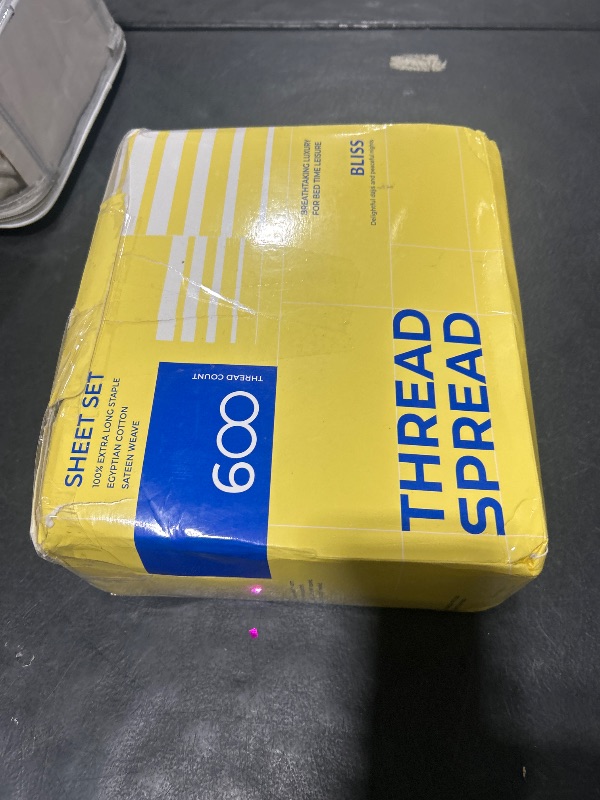 SHEET SET
100% EXTRA LONG STAPLE
EGYPTIAN COTTON
SATEEN WEAVE
THREAD COUNT
600
BREATHTAKING LUXURY
FOR BED TIME LEISURE
BLISS
Delightful days and peaceful nights
THREAD
SPREAD